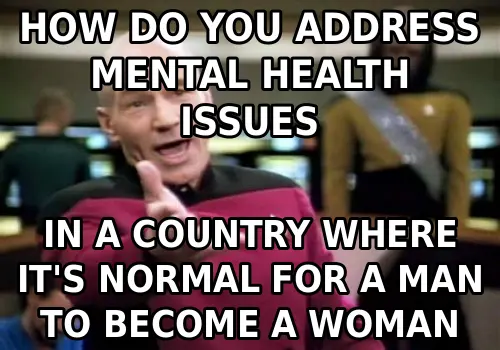 HOW DO YOU ADDRESS
MENTAL HEALTH
ISSUES
IN A COUNTRY WHERE
IT'S NORMAL FOR A MAN
TO BECOME A WOMAN